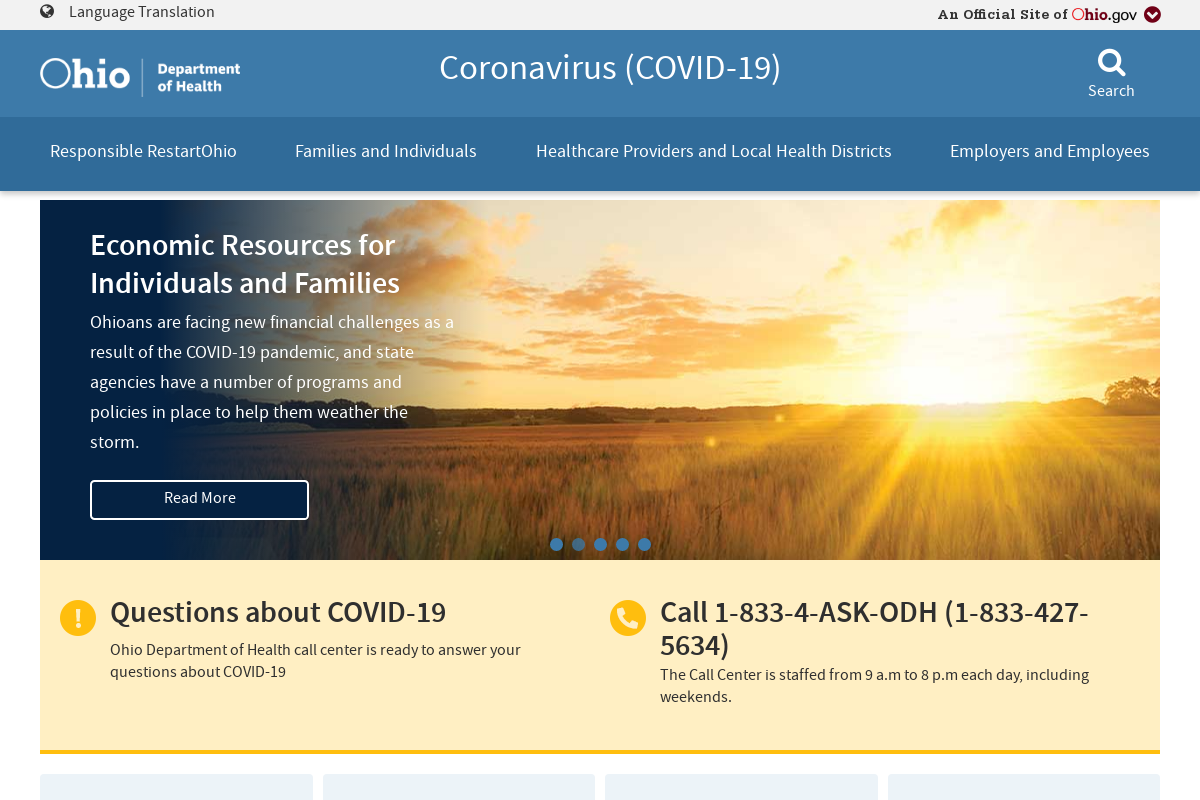 Language Translation
An Official Site of Ohio.gov
Ohio Department
of Health
Coronavirus (COVID-19)
Search
Responsible RestartOhio
Families and Individuals
Healthcare Providers and Local Health Districts
Employers and Employees
Economic Resources for
Individuals and Families
Ohioans are facing new financial challenges as a
result of the COVID-19 pandemic, and state
agencies have a number of programs and
policies in place to help them weather the
storm.
Read More
Questions about COVID-19
Ohio Department of Health call center is ready to answer your
questions about COVID-19
Call 1-833-4-ASK-ODH (1-833-427-
5634)
The Call Center is staffed from 9 a.m to 8 p.m each day, including
weekends.